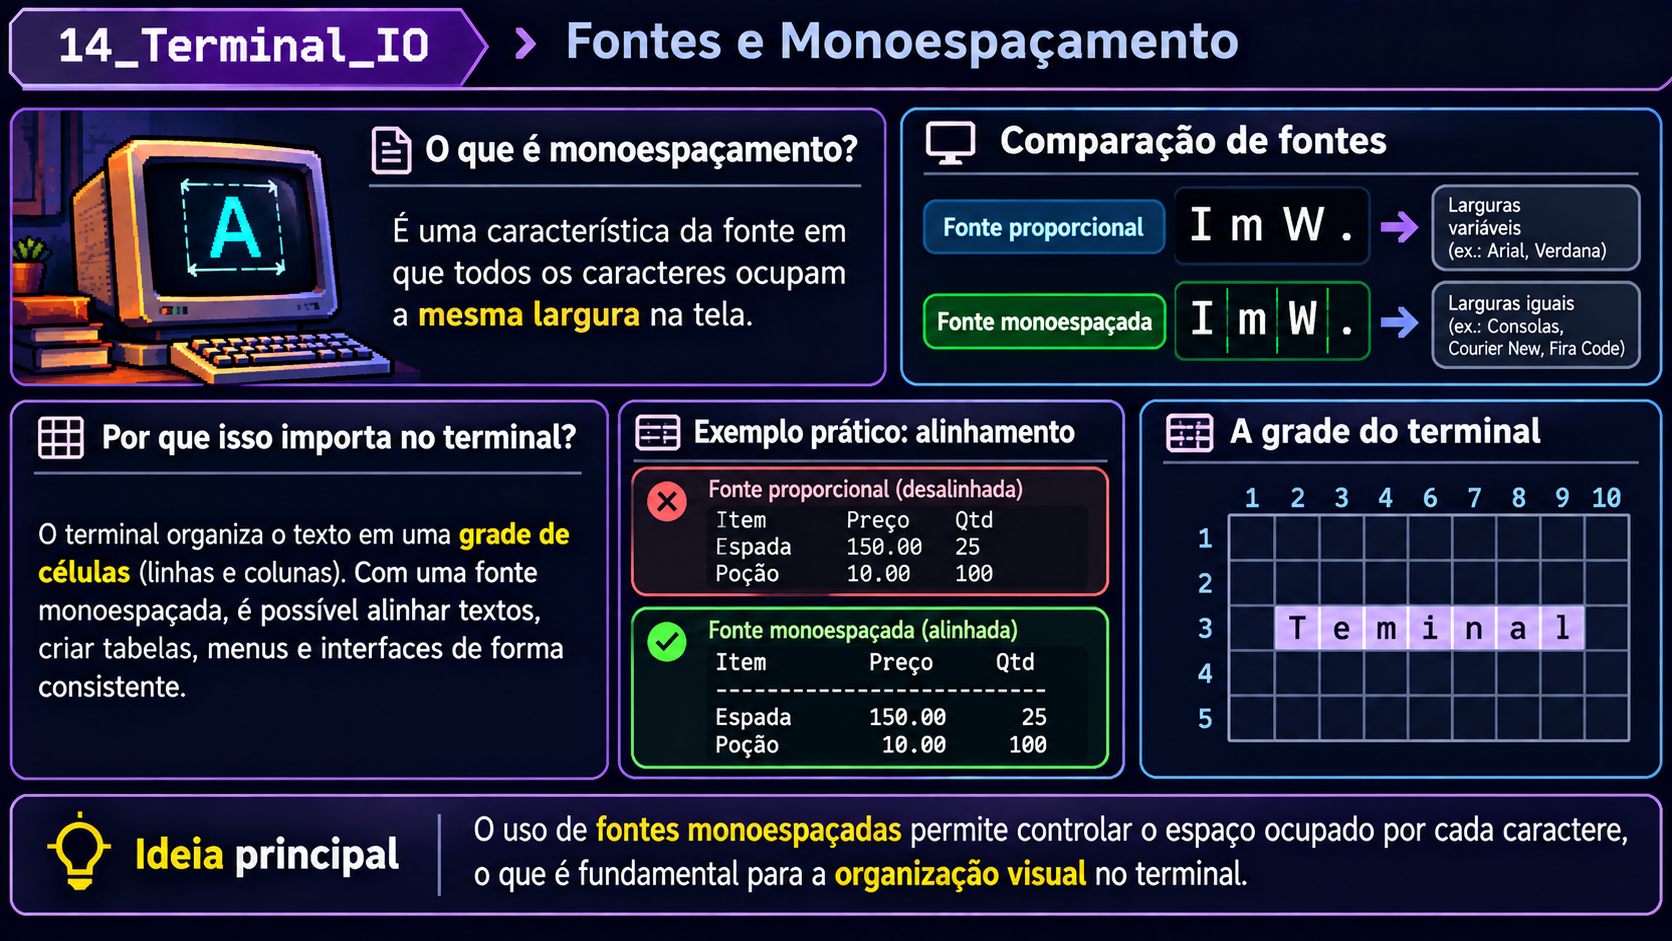 14_Terminal_IO
Fontes e Monoespaçamento
A
O que é monoespaçamento?
É uma característica da fonte em
que todos os caracteres ocupam
a mesma largura na tela.
Comparação de fontes
Fonte proporcional
I m W .
Larguras
variáveis
(ex.: Arial, Verdana)
Fonte monoespaçada
I m W .
Larguras iguais
(ex.: Consolas,
Courier New, Fira Code)
Por que isso importa no terminal?
O terminal organiza o texto em uma grade de
células (linhas e colunas). Com uma fonte
monoespaçada, é possível alinhar textos,
criar tabelas, menus e interfaces de forma
consistente.
Exemplo prático: alinhamento
Fonte proporcional (desalinhada)
Item Preço Qtd
Espada 150.00 25
Poção 10.00 100
Fonte monoespaçada (alinhada)
Item Preço Qtd
--------------------------
Espada 150.00 25
Poção 10.00 100
A grade do terminal
1 2 3 4 6 7 8 9 10
1
2
3 T e m i n a l
4
5
Ideia principal
O uso de fontes monoespaçadas permite controlar o espaço ocupado por cada caractere,
o que é fundamental para a organização visual no terminal.